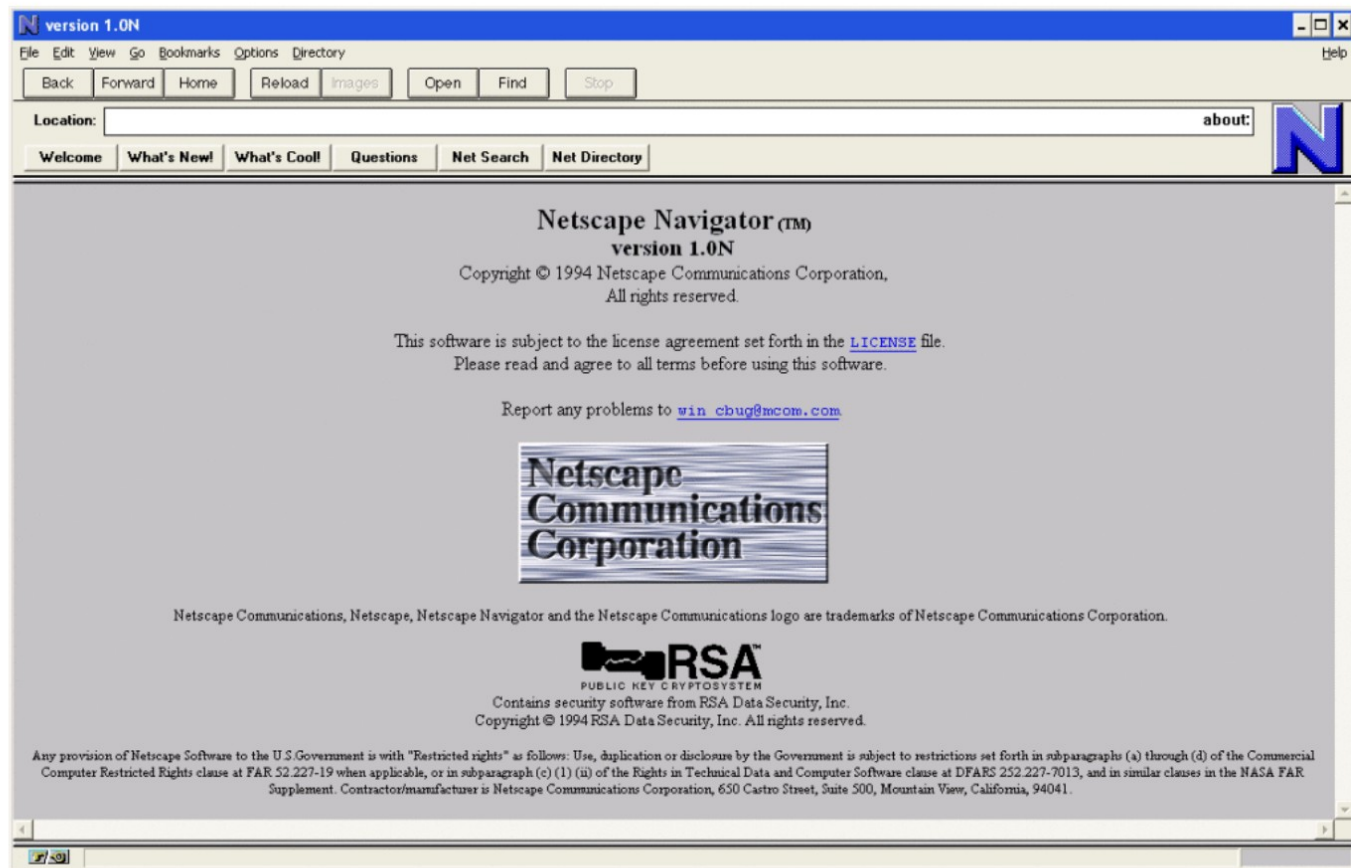 version 1.0N
File Edit View Go Bookmarks Options Directory Help
Back Forward Home Reload Images Open Find Stop
Location: about:
N
Welcome What's New! What's Cool! Questions Net Search Net Directory
Netscape Navigator (TM)
version 1.0N
Copyright © 1994 Netscape Communications Corporation,
All rights reserved.
This software is subject to the license agreement set forth in the LICENSE file.
Please read and agree to all terms before using this software.
Report any problems to win_cbug@mcom.com.
Netscape
Communications
Corporation
Netscape Communications, Netscape, Netscape Navigator and the Netscape Communications logo are trademarks of Netscape Communications Corporation.
RSA™
PUBLIC KEY CRYPTOSYSTEM
Contains security software from RSA Data Security, Inc.
Copyright © 1994 RSA Data Security, Inc. All rights reserved.
Any provision of Netscape Software to the U.S.Government is with "Restricted rights" as follows: Use, duplication or disclosure by the Government is subject to restrictions set forth in subparagraphs (a) through (d) of the Commercial
Computer Restricted Rights clause at FAR 52.227-19 when applicable, or in subparagraph (c) (1) (ii) of the Rights in Technical Data and Computer Software clause at DFARS 252.227-7013, and in similar clauses in the NASA FAR
Supplement. Contractor/manufacturer is Netscape Communications Corporation, 650 Castro Street, Suite 500, Mountain View, California, 94041.